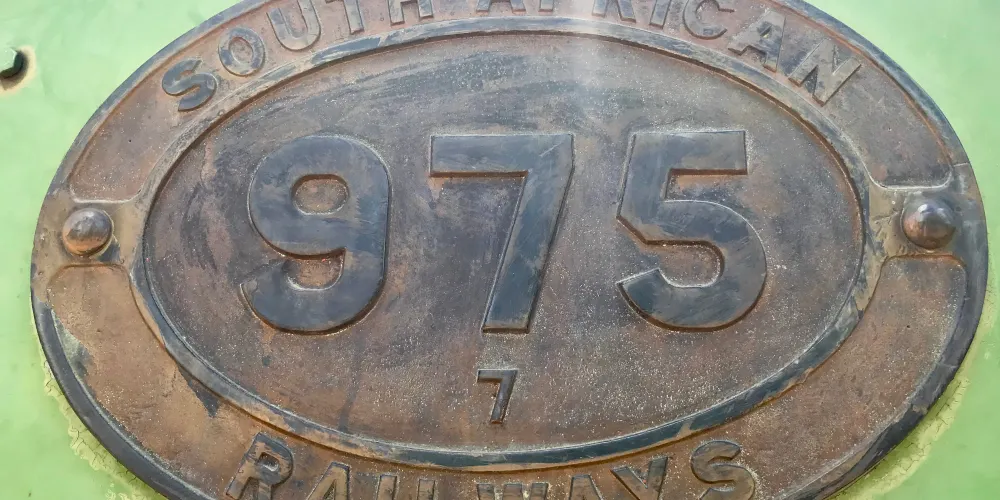 SOUTH AFRICAN
975
7
RAILWAYS